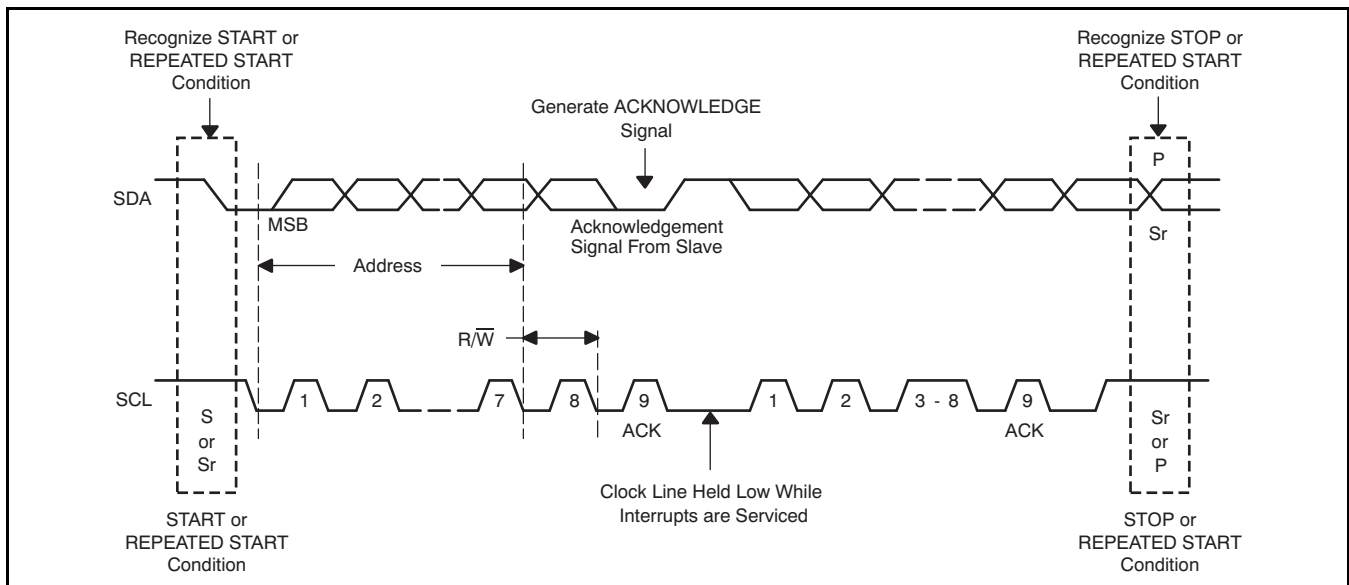 Recognize START or
REPEATED START
Condition
Recognize STOP or
REPEATED START
Condition
Generate ACKNOWLEDGE
Signal
P
SDA
MSB
Acknowledgement
Signal From Slave
Sr
Address
R/W̅
SCL
1
2
7
8
9
1
2
3 - 8
9
ACK
ACK
S
or
Sr
Sr
or
P
Clock Line Held Low While
Interrupts are Serviced
START or
REPEATED START
Condition
STOP or
REPEATED START
Condition